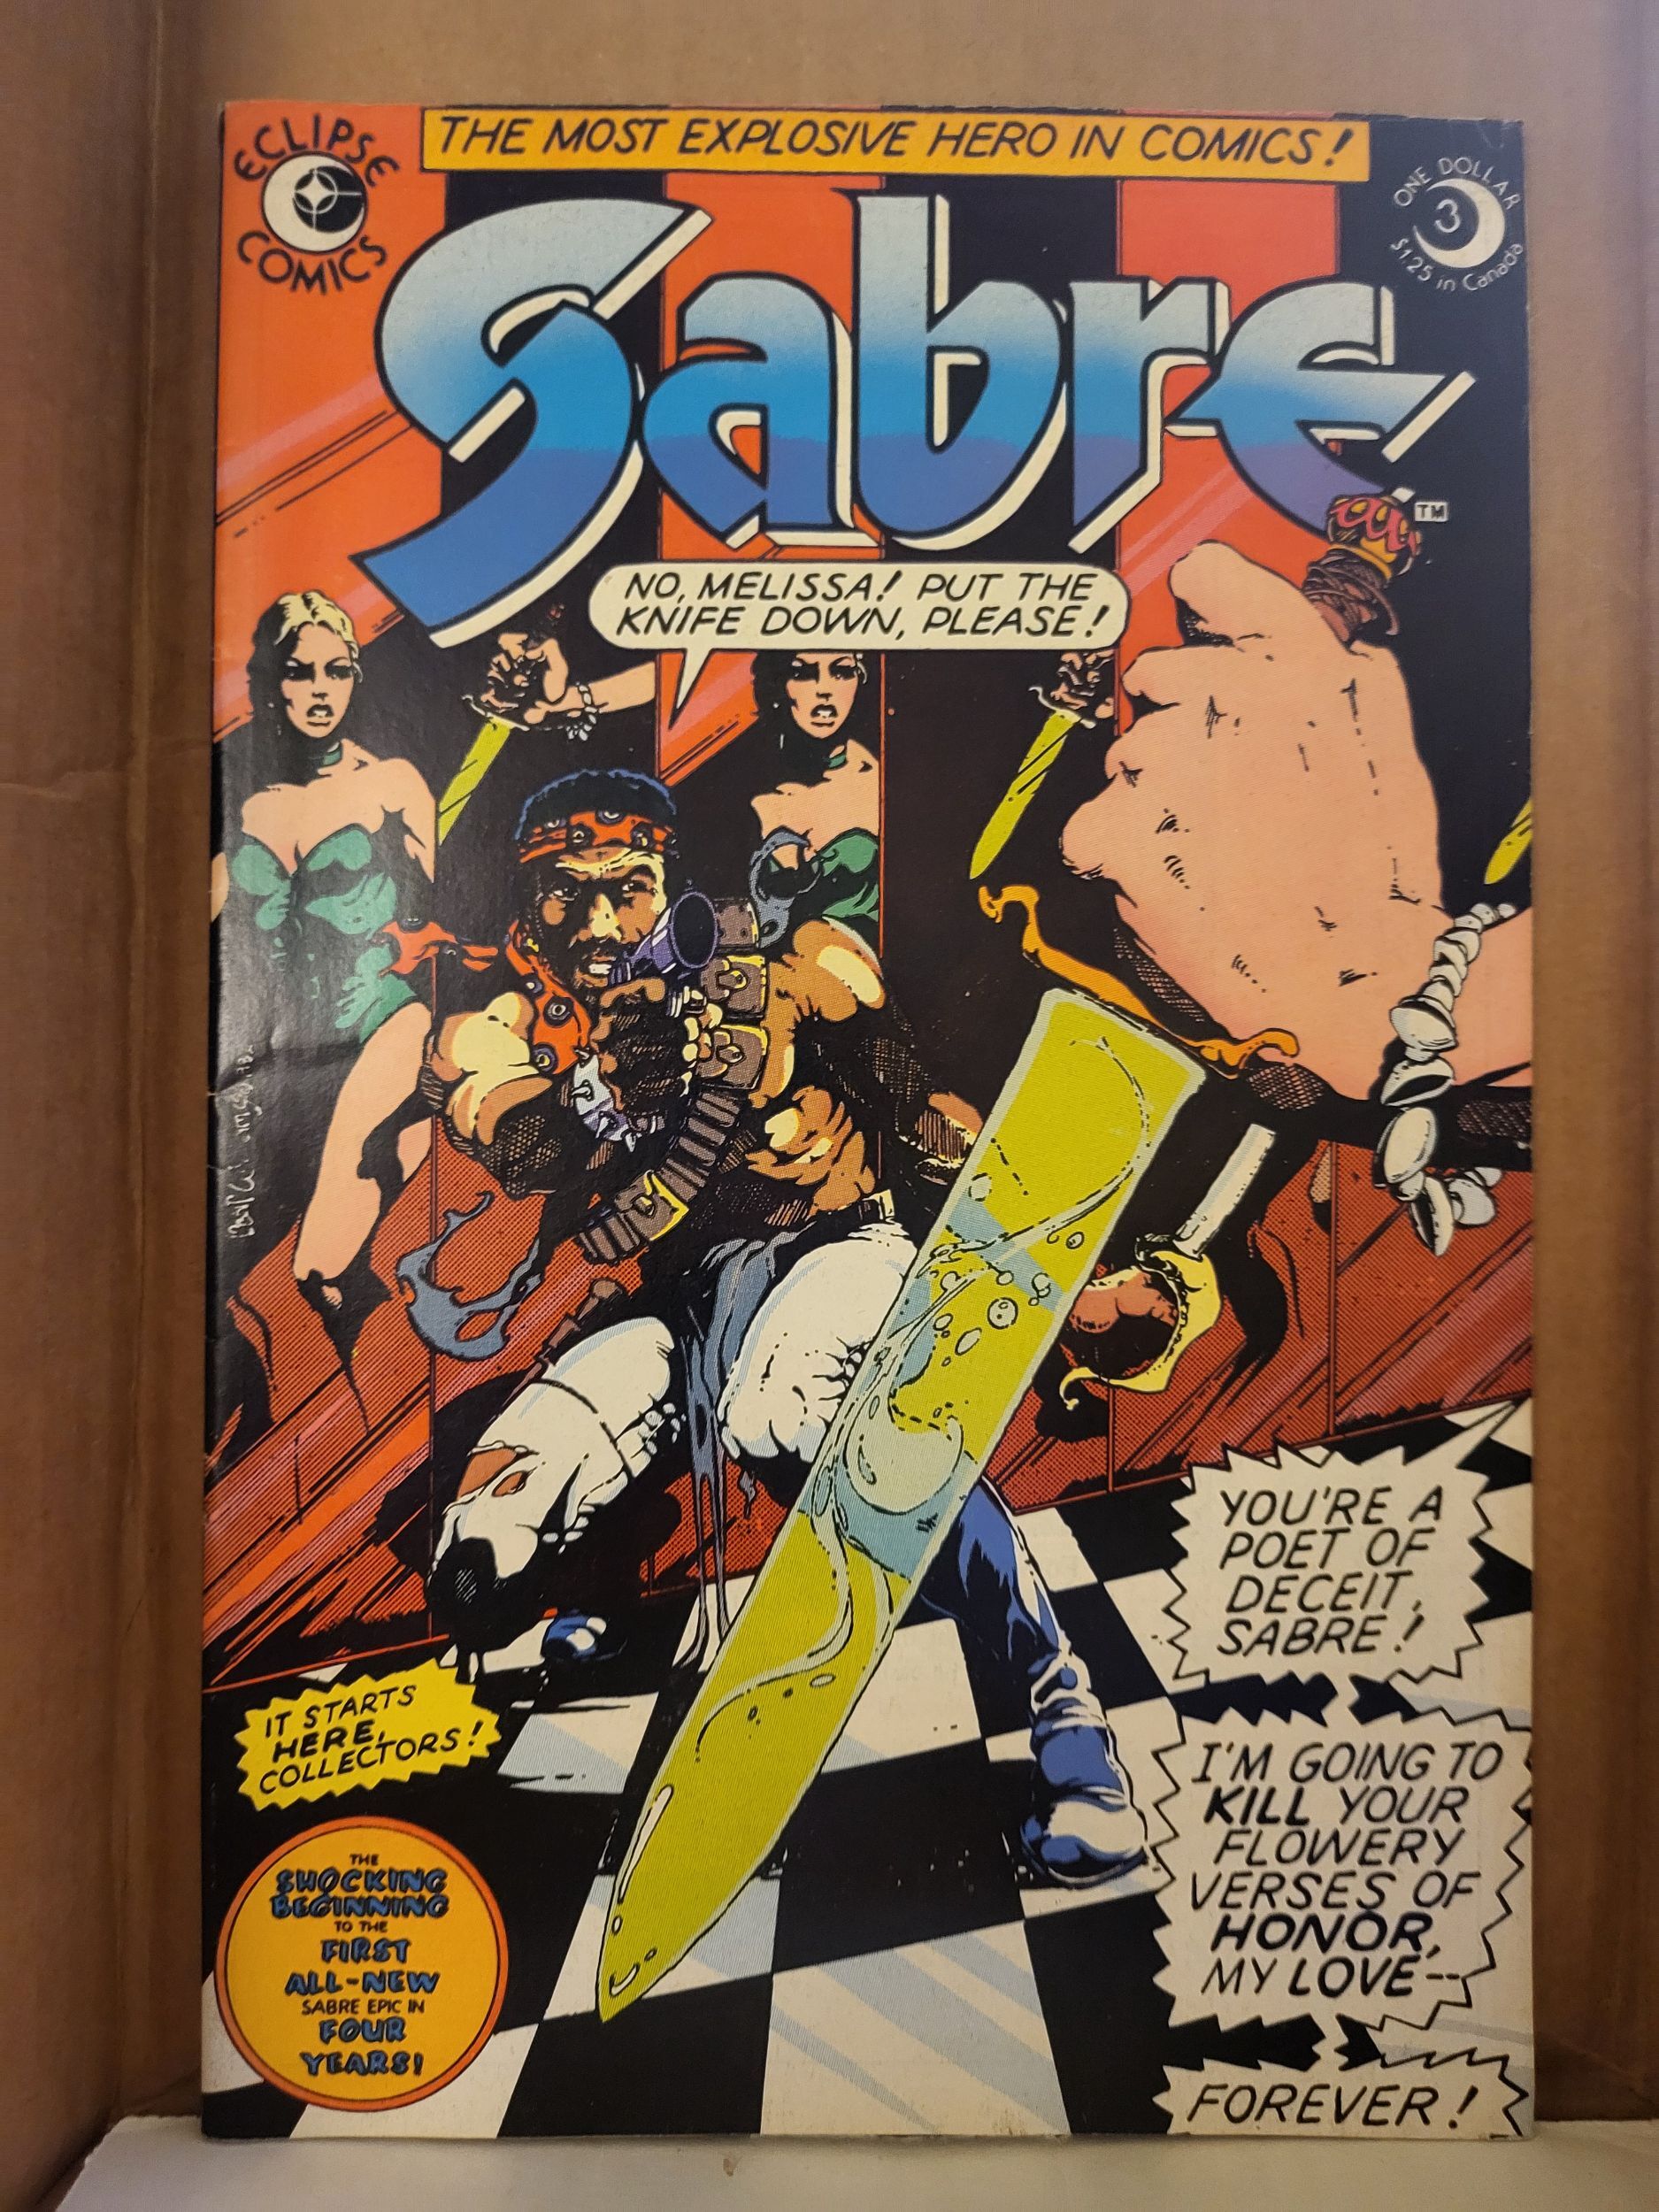 THE MOST EXPLOSIVE HERO IN COMICS!
ECLIPSE
COMICS
ONE DOLLAR
3
$1.25 in Canada
Sabre
TM
NO, MELISSA! PUT THE
KNIFE DOWN, PLEASE!
YOU'RE A
POET OF
DECEIT,
SABRE!
I'M GOING TO
KILL YOUR
FLOWERY
VERSES OF
HONOR,
MY LOVE--
FOREVER!
IT STARTS
HERE,
COLLECTORS!
THE
SHOCKING
BEGINNING
TO THE
FIRST
ALL-NEW
SABRE EPIC IN
FOUR
YEARS!